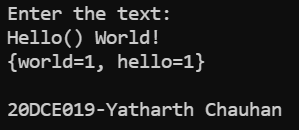 Enter the text:
Hello() World!
{world=1, hello=1}
20DCE019-Yatharth Chauhan